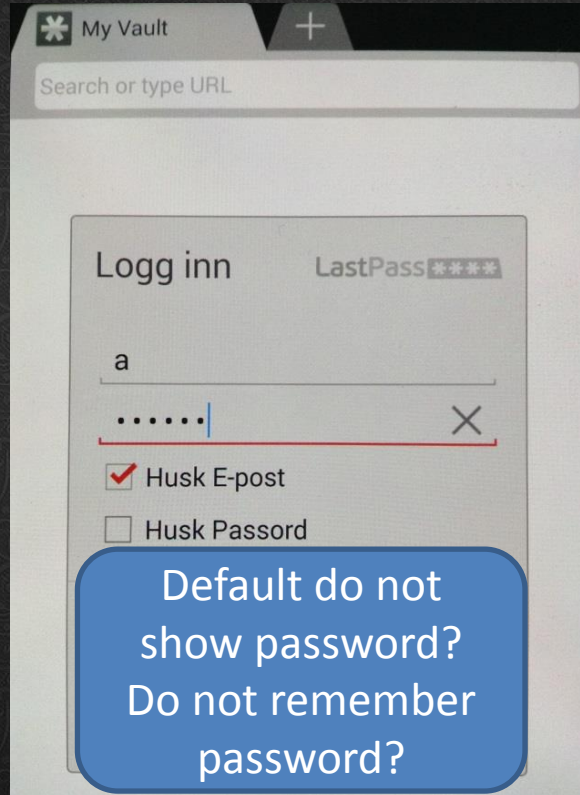 My Vault
Search or type URL
Logg inn LastPass****
a
••••••
Husk E-post
Husk Passord
Default do not
show password?
Do not remember
password?